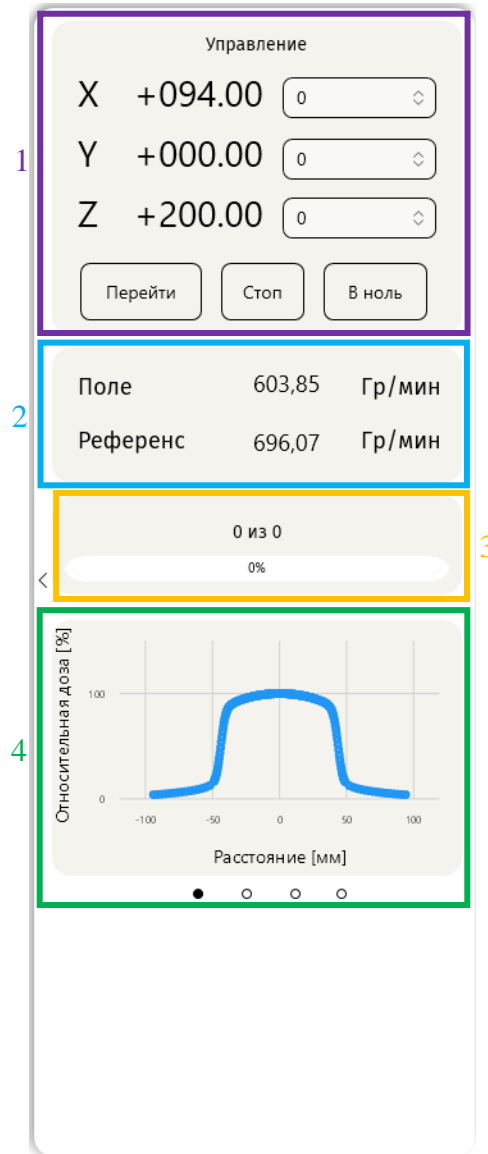 Управление
X +094.00 0
1
Y +000.00 0
Z +200.00 0
Перейти Стоп В ноль
Поле 603,85 Гр/мин
2
Референс 696,07 Гр/мин
0 из 0
3
0%
Относительная доза [%]
100
4
0
-100 -50 0 50 100
Расстояние [мм]